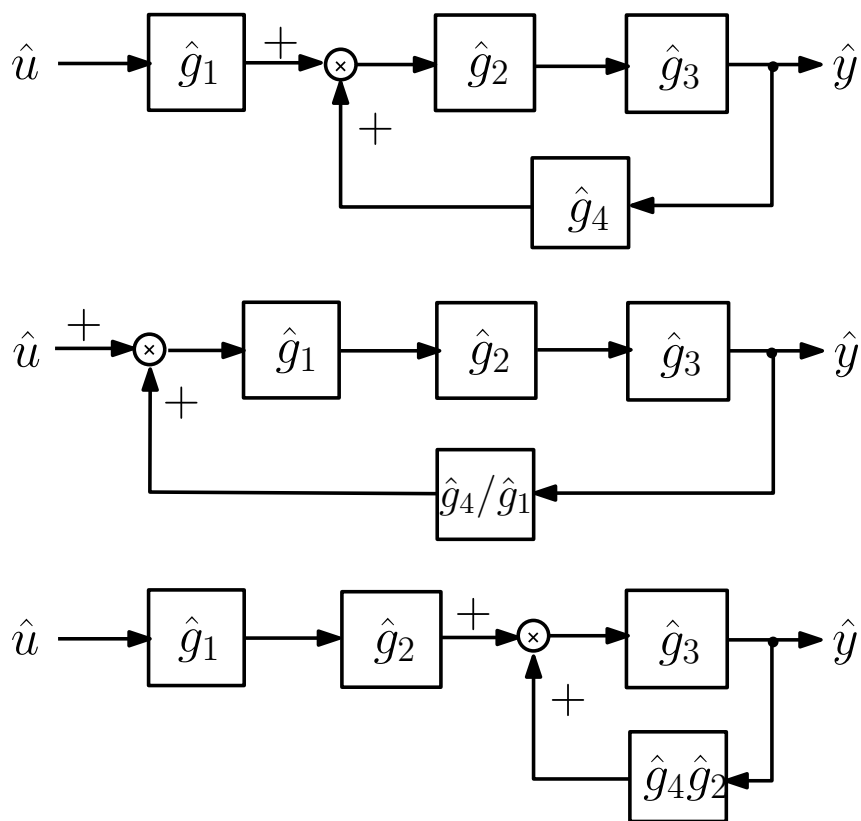 û ĝ₁ + × ĝ₂ ĝ₃ ŷ
+
ĝ₄
+
û × ĝ₁ ĝ₂ ĝ₃ ŷ
+
ĝ₄/ĝ₁
û ĝ₁ ĝ₂ + × ĝ₃ ŷ
+
ĝ₄ĝ₂